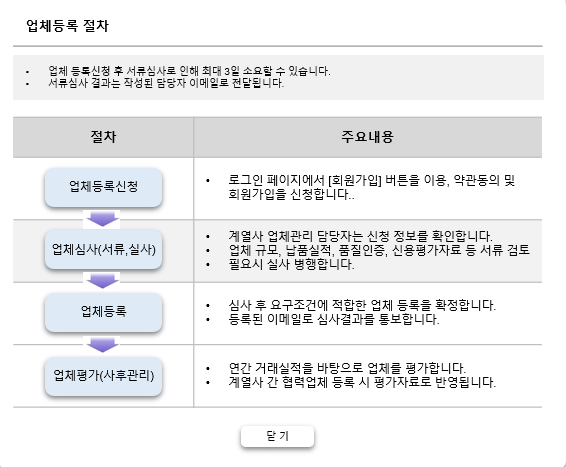 업체등록 절차
• 업체 등록신청 후 서류심사로 인해 최대 3일 소요할 수 있습니다.
• 서류심사 결과는 작성된 담당자 이메일로 전달됩니다.
절차 주요내용
업체등록신청
• 로그인 페이지에서 [회원가입] 버튼을 이용, 약관동의 및
회원가입을 신청합니다..
업체심사(서류,실사)
• 계열사 업체관리 담당자는 신청 정보를 확인합니다.
• 업체 규모, 납품실적, 품질인증, 신용평가자료 등 서류 검토
• 필요시 실사 병행합니다.
업체등록
• 심사 후 요구조건에 적합한 업체 등록을 확정합니다.
• 등록된 이메일로 심사결과를 통보합니다.
업체평가(사후관리)
• 연간 거래실적을 바탕으로 업체를 평가합니다.
• 계열사 간 협력업체 등록 시 평가자료로 반영됩니다.
닫 기